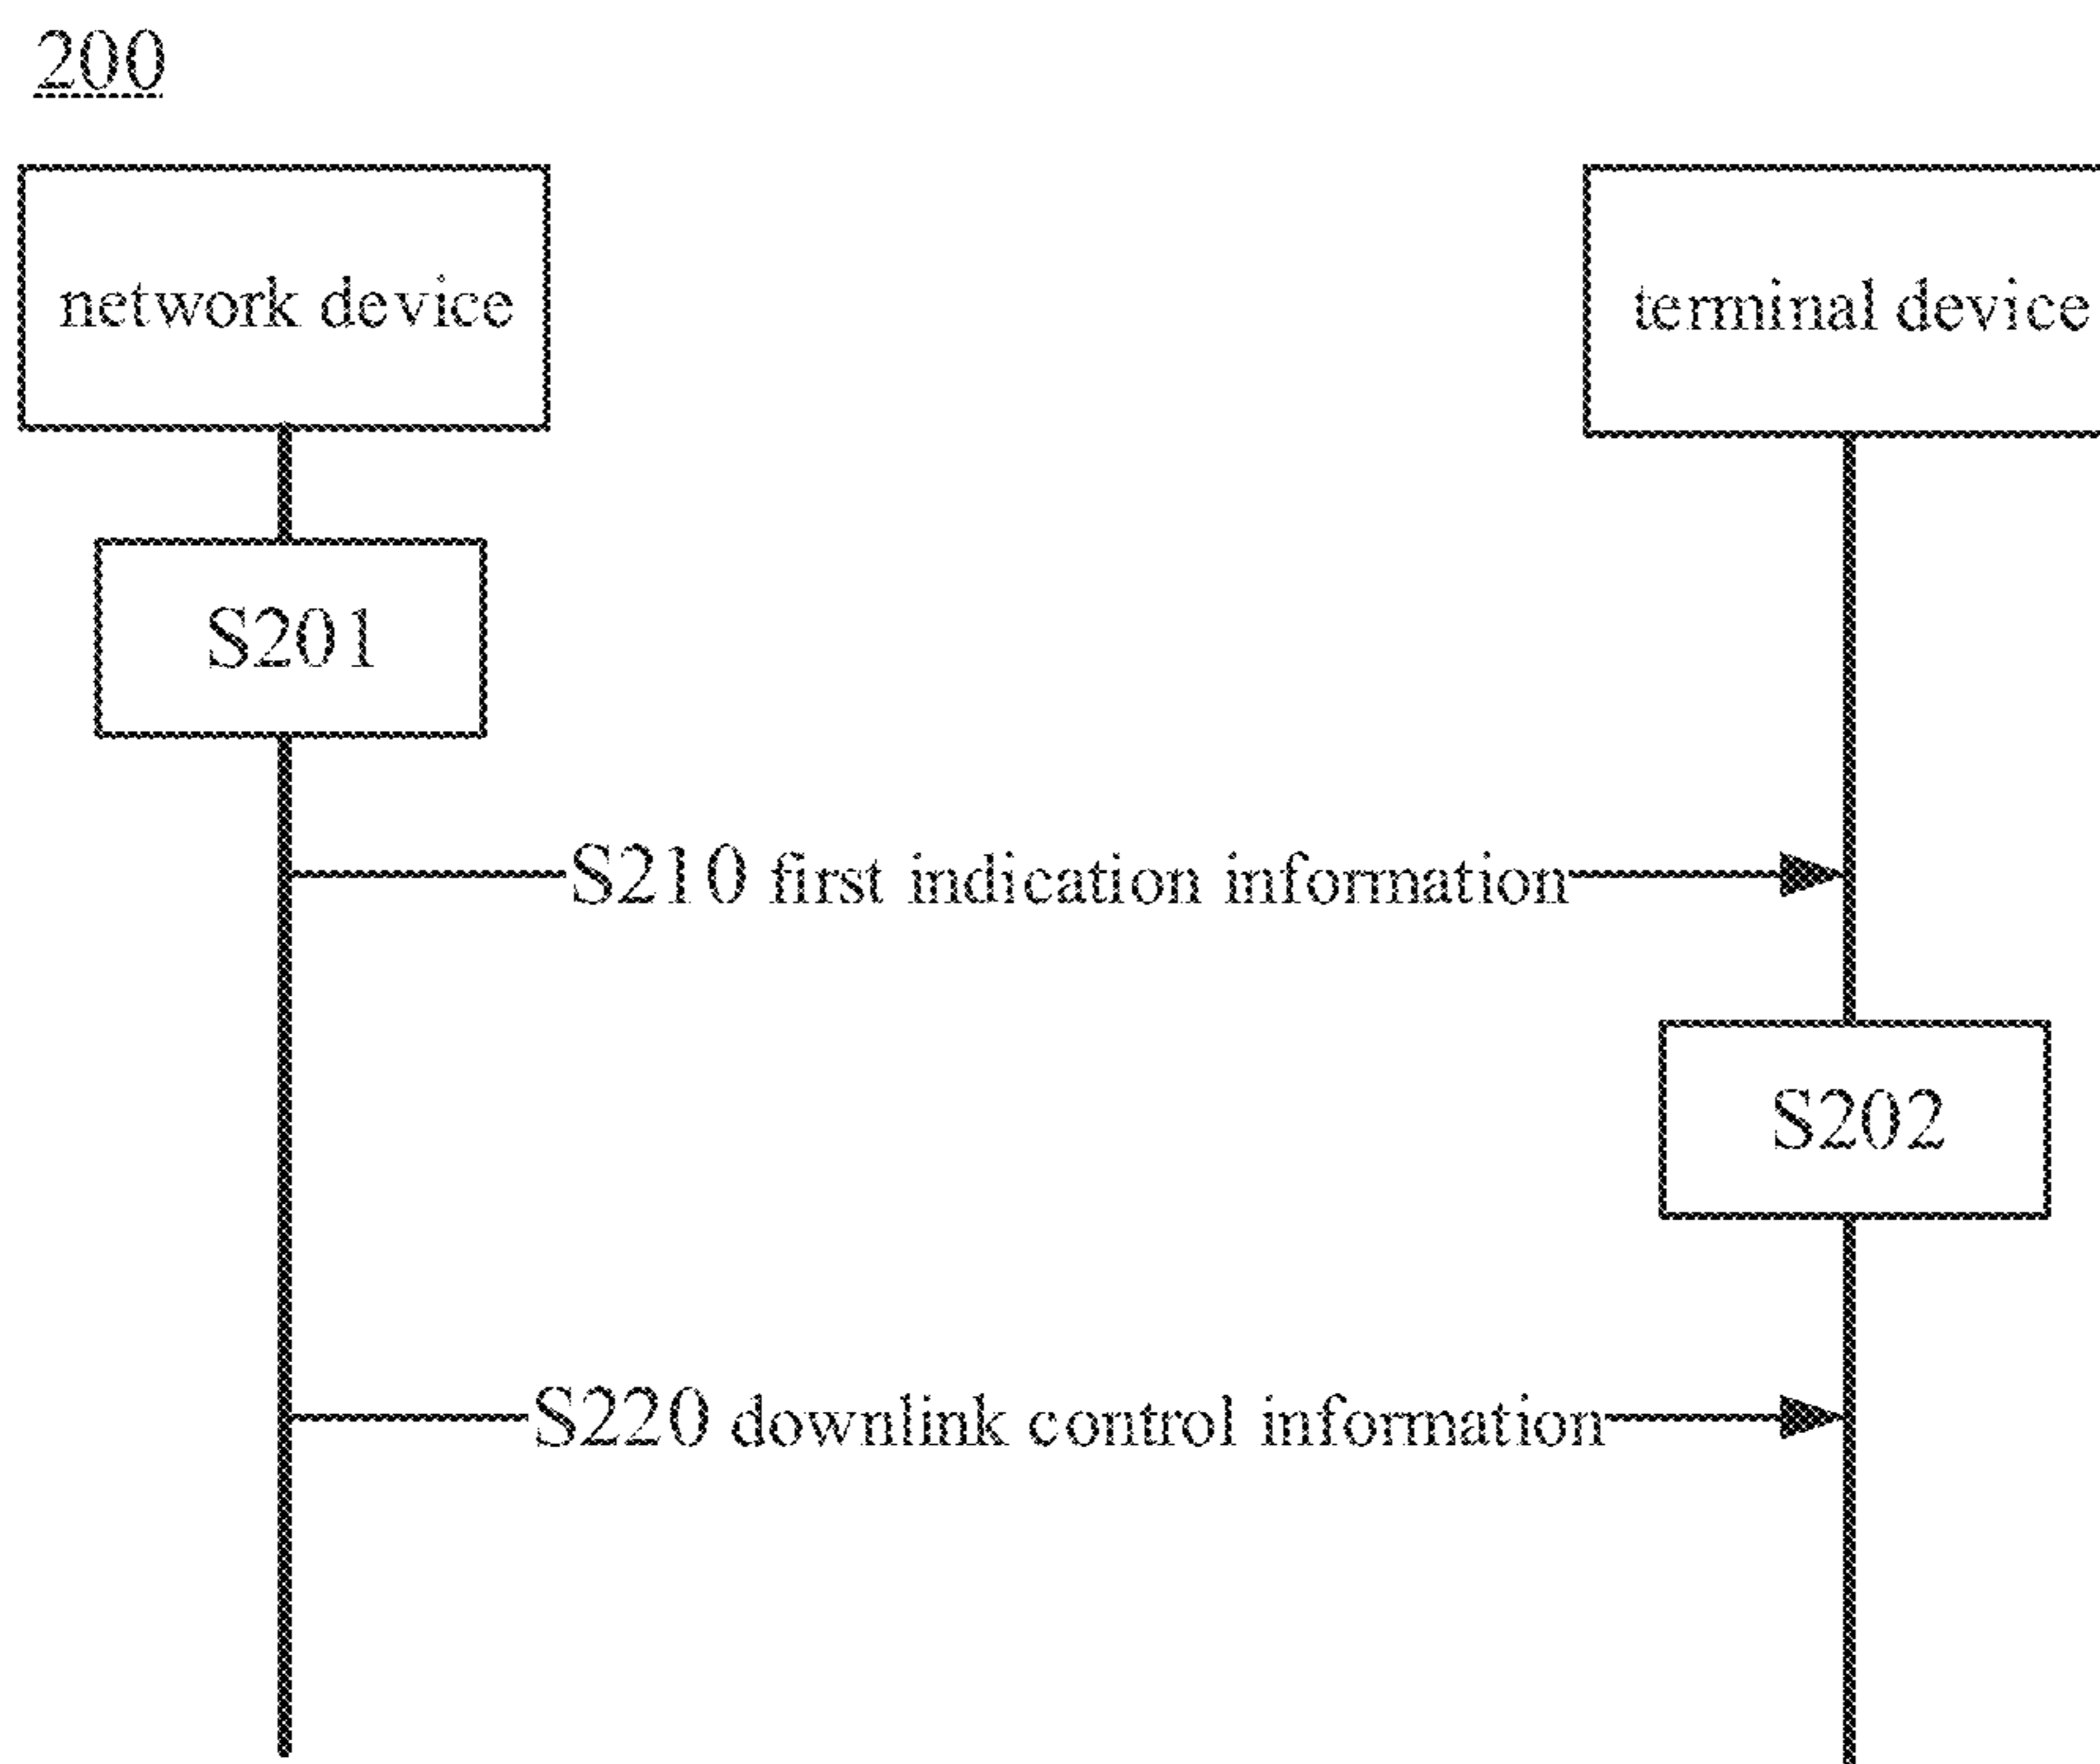 200
network device
terminal device
S201
S210 first indication information
S202
S220 downlink control information